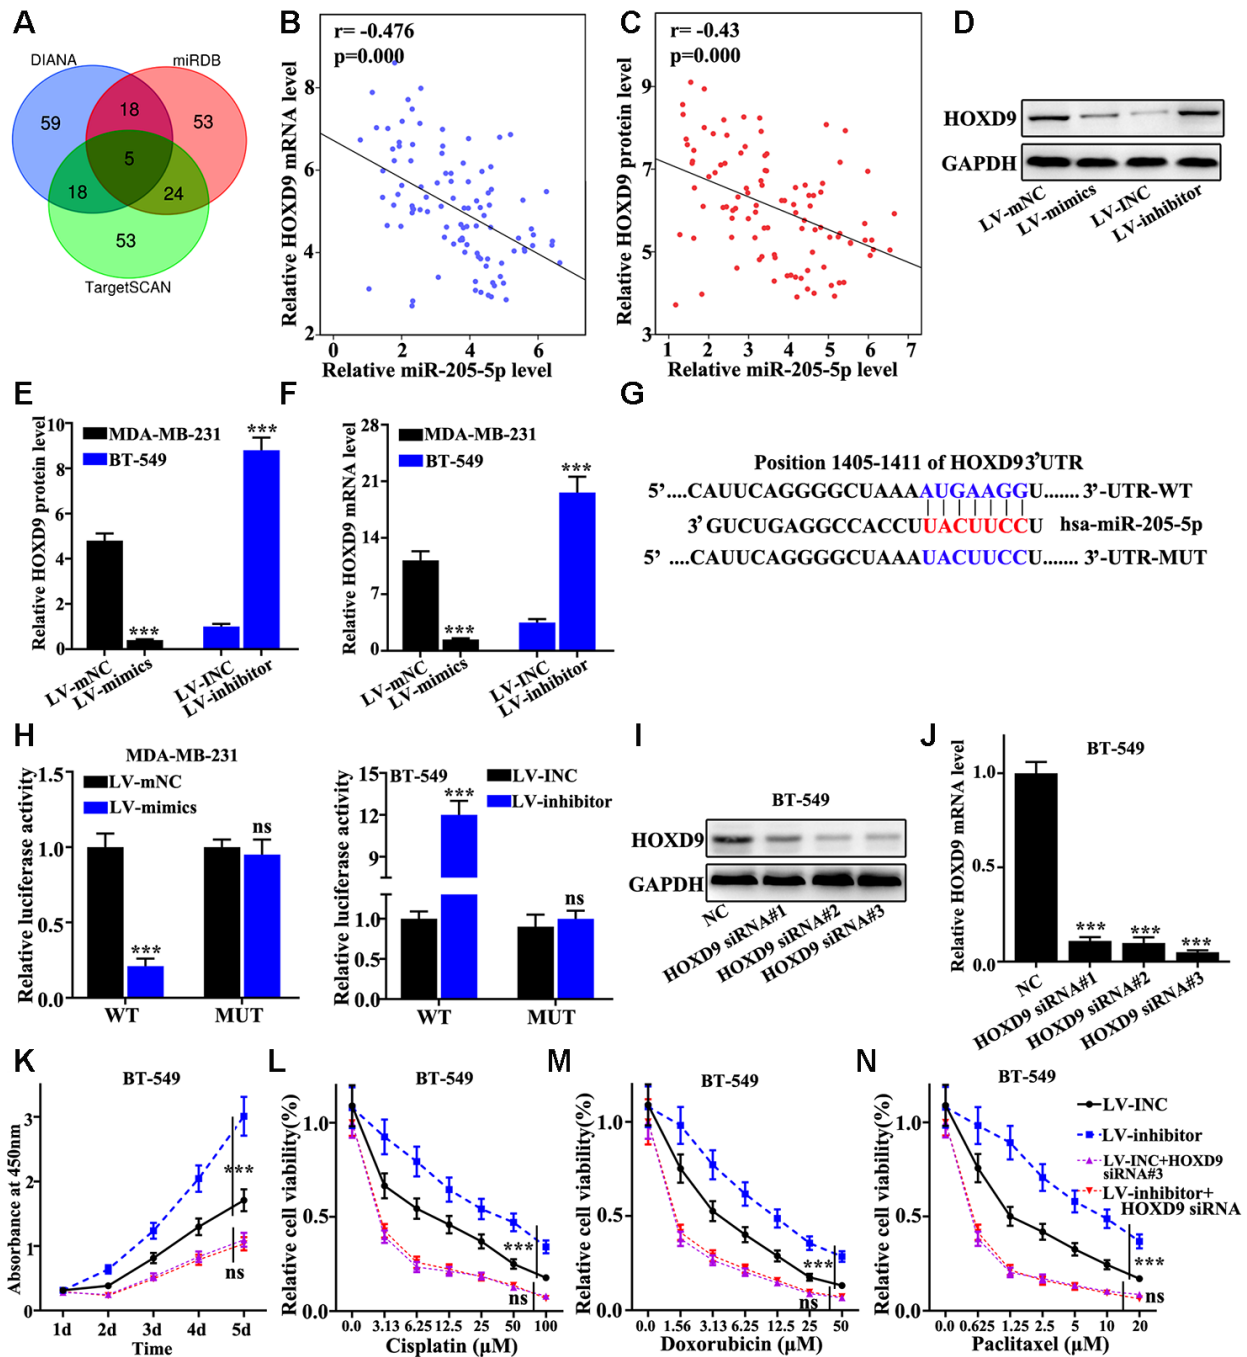 A
DIANA
miRDB
59
18
53
5
18
24
53
TargetSCAN
B
r= -0.476
p=0.000
Relative HOXD9 mRNA level
8
6
4
2
0 2 4 6
Relative miR-205-5p level
C
r= -0.43
p=0.000
Relative HOXD9 protein level
9
7
5
3
1 2 3 4 5 6 7
Relative miR-205-5p level
D
HOXD9
GAPDH
LV-mNC
LV-mimics
LV-INC
LV-inhibitor
E
Relative HOXD9 protein level
10
8
6
4
2
0
MDA-MB-231
BT-549
***
***
LV-mNC
LV-mimics
LV-INC
LV-inhibitor
F
Relative HOXD9 mRNA level
28
21
14
7
0
MDA-MB-231
BT-549
***
***
LV-mNC
LV-mimics
LV-INC
LV-inhibitor
G
Position 1405-1411 of HOXD93’UTR
5’ ....CAUUCAGGGGCUAAAAUGAAGGU....... 3’-UTR-WT
3’GUCUGAGGCCACCUUACUUCCU hsa-miR-205-5p
5’ ....CAUUCAGGGGCUAAAUACUUCCU....... 3’-UTR-MUT
H
MDA-MB-231
Relative luciferase activity
1.5
1.0
0.5
0.0
LV-mNC
LV-mimics
***
ns
WT MUT
Relative luciferase activity
15
12
9
1.0
0.5
0.0
BT-549
LV-INC
LV-inhibitor
***
ns
WT MUT
I
BT-549
HOXD9
GAPDH
NC
HOXD9 siRNA#1
HOXD9 siRNA#2
HOXD9 siRNA#3
J
BT-549
Relative HOXD9 mRNA level
1.0
0.5
0.0
***
***
***
NC
HOXD9 siRNA#1
HOXD9 siRNA#2
HOXD9 siRNA#3
K
BT-549
Absorbance at 450mm
3
2
1
0
***
ns
1d 2d 3d 4d 5d
Time
L
BT-549
Relative cell viability(%)
1.0
0.5
0.0
***
ns
0.0 3.13 6.25 12.5 25 50 100
Cisplatin (μM)
M
BT-549
Relative cell viability(%)
1.0
0.5
0.0
***
ns
0.0 1.56 3.13 6.25 12.5 25 50
Doxorubicin (μM)
N
BT-549
Relative cell viability(%)
1.0
0.5
0.0
LV-INC
LV-inhibitor
LV-INC+HOXD9
siRNA#3
LV-inhibitor+
HOXD9 siRNA
***
ns
0.0 0.625 1.25 2.5 5 10 20
Paclitaxel (μM)